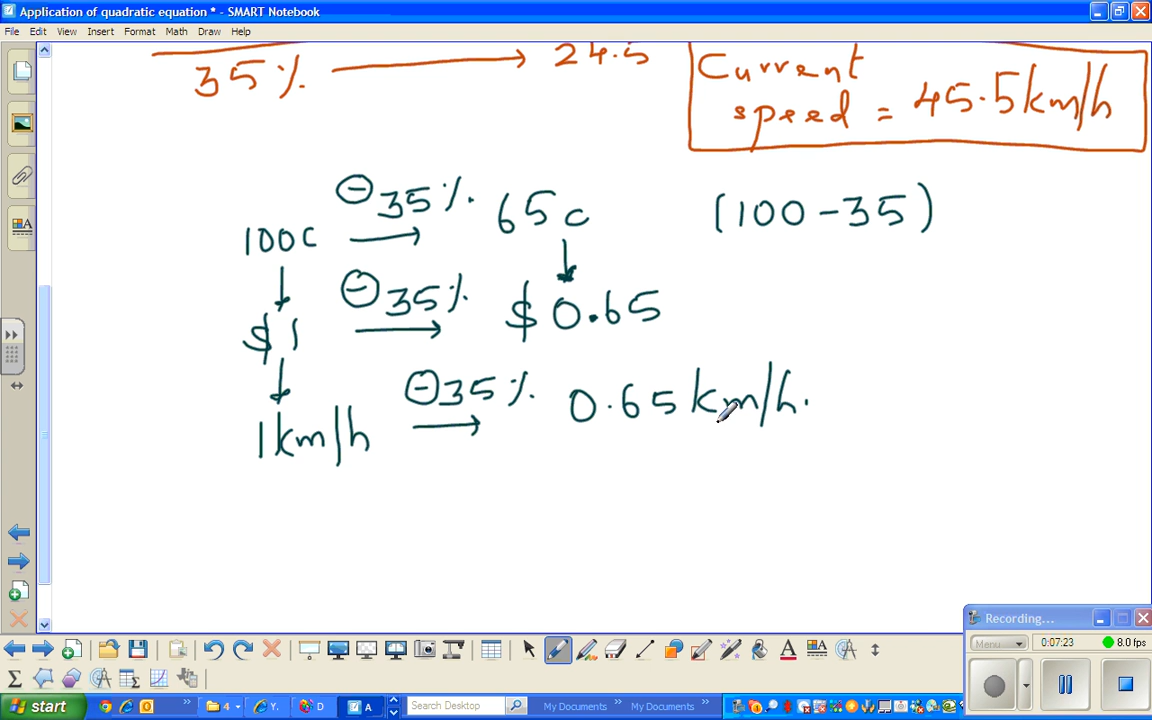 Application of quadratic equation * - SMART Notebook
File Edit View Insert Format Math Draw Help
35% → 24.5
Current
speed = 45.5km/h
100c ⊖35% → 65c (100-35)
↓ ↓
$1 ⊖35% → $0.65
↓
1km/h ⊖35% → 0.65km/h.
Recording...
Menu
0:07:23
8.0 fps
start
4
Y.
D
A
Search Desktop
My Documents
My Documents